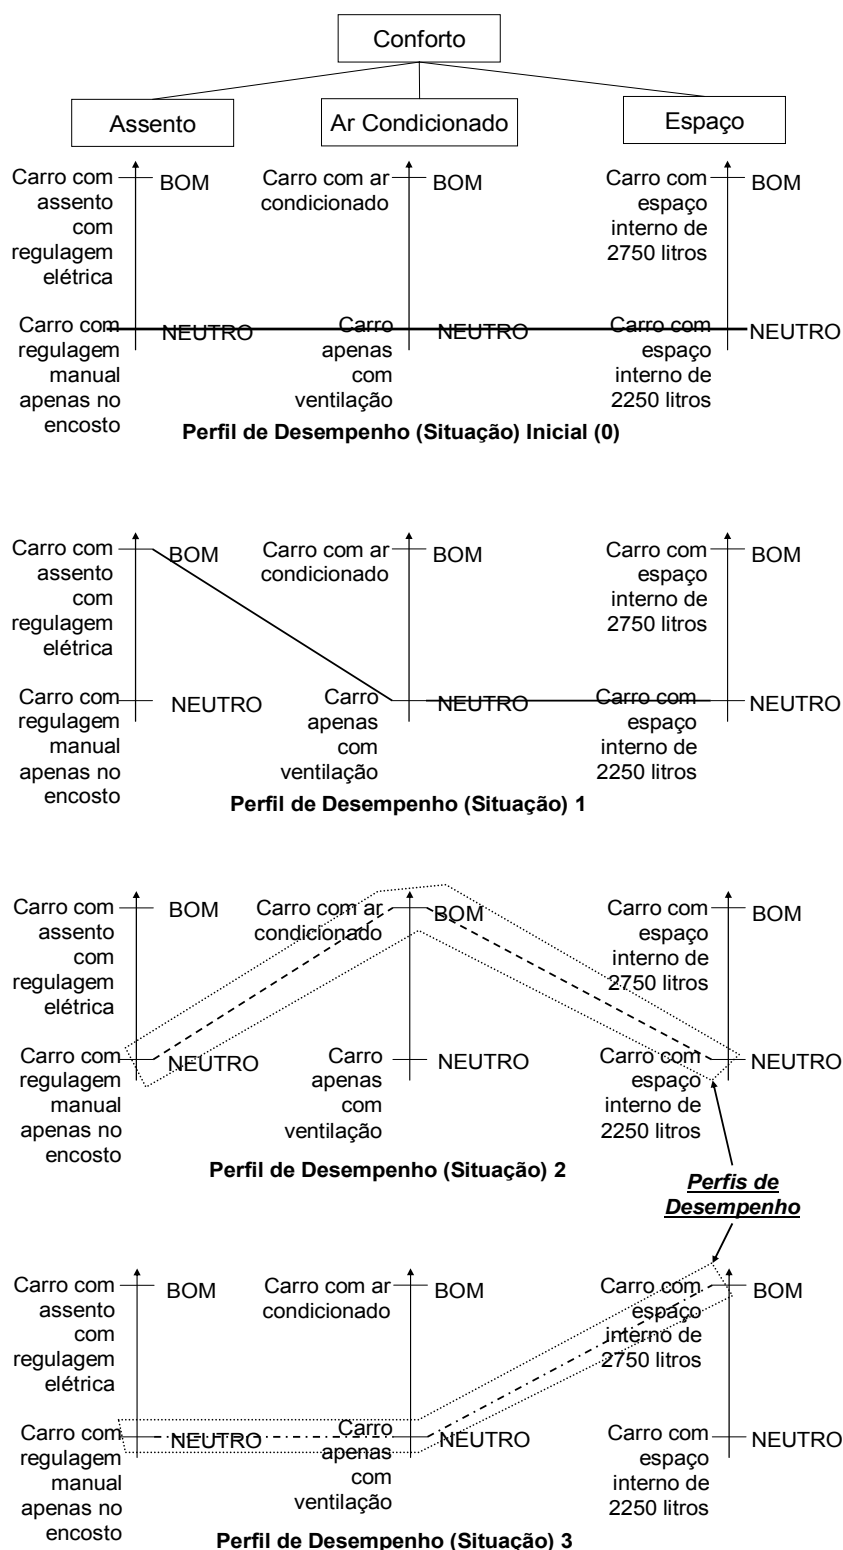 Conforto
Assento
Ar Condicionado
Espaço
Carro com
assento
com
regulagem
elétrica
BOM
Carro com ar
condicionado
BOM
Carro com
espaço
interno de
2750 litros
BOM
Carro com
regulagem
manual
apenas no
encosto
NEUTRO
Carro
apenas
com
ventilação
NEUTRO
Carro com
espaço
interno de
2250 litros
NEUTRO
Perfil de Desempenho (Situação) Inicial (0)
Carro com
assento
com
regulagem
elétrica
BOM
Carro com ar
condicionado
BOM
Carro com
espaço
interno de
2750 litros
BOM
Carro com
regulagem
manual
apenas no
encosto
NEUTRO
Carro
apenas
com
ventilação
NEUTRO
Carro com
espaço
interno de
2250 litros
NEUTRO
Perfil de Desempenho (Situação) 1
Carro com
assento
com
regulagem
elétrica
BOM
Carro com ar
condicionado
BOM
Carro com
espaço
interno de
2750 litros
BOM
Carro com
regulagem
manual
apenas no
encosto
NEUTRO
Carro
apenas
com
ventilação
NEUTRO
Carro com
espaço
interno de
2250 litros
NEUTRO
Perfil de Desempenho (Situação) 2
Perfis de
Desempenho
Carro com
assento
com
regulagem
elétrica
BOM
Carro com ar
condicionado
BOM
Carro com
espaço
interno de
2750 litros
BOM
Carro com
regulagem
manual
apenas no
encosto
NEUTRO
Carro
apenas
com
ventilação
NEUTRO
Carro com
espaço
interno de
2250 litros
NEUTRO
Perfil de Desempenho (Situação) 3